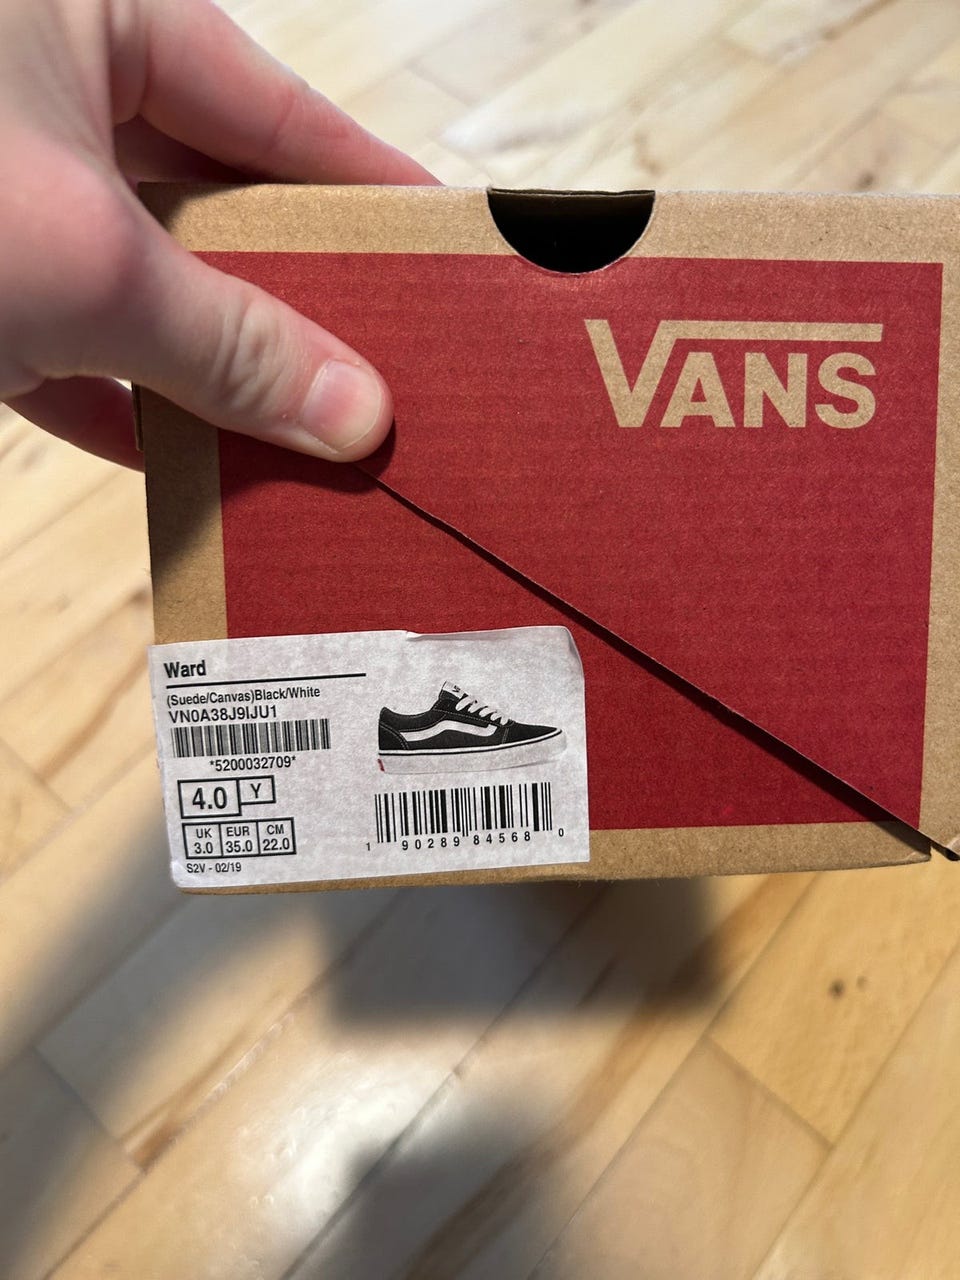 VANS
Ward
(Suede/Canvas)Black/White
VN0A38J9IJU1
*5200032709*
4.0 Y
UK EUR CM
3.0 35.0 22.0
S2V - 02/19
1 90289 84568 0